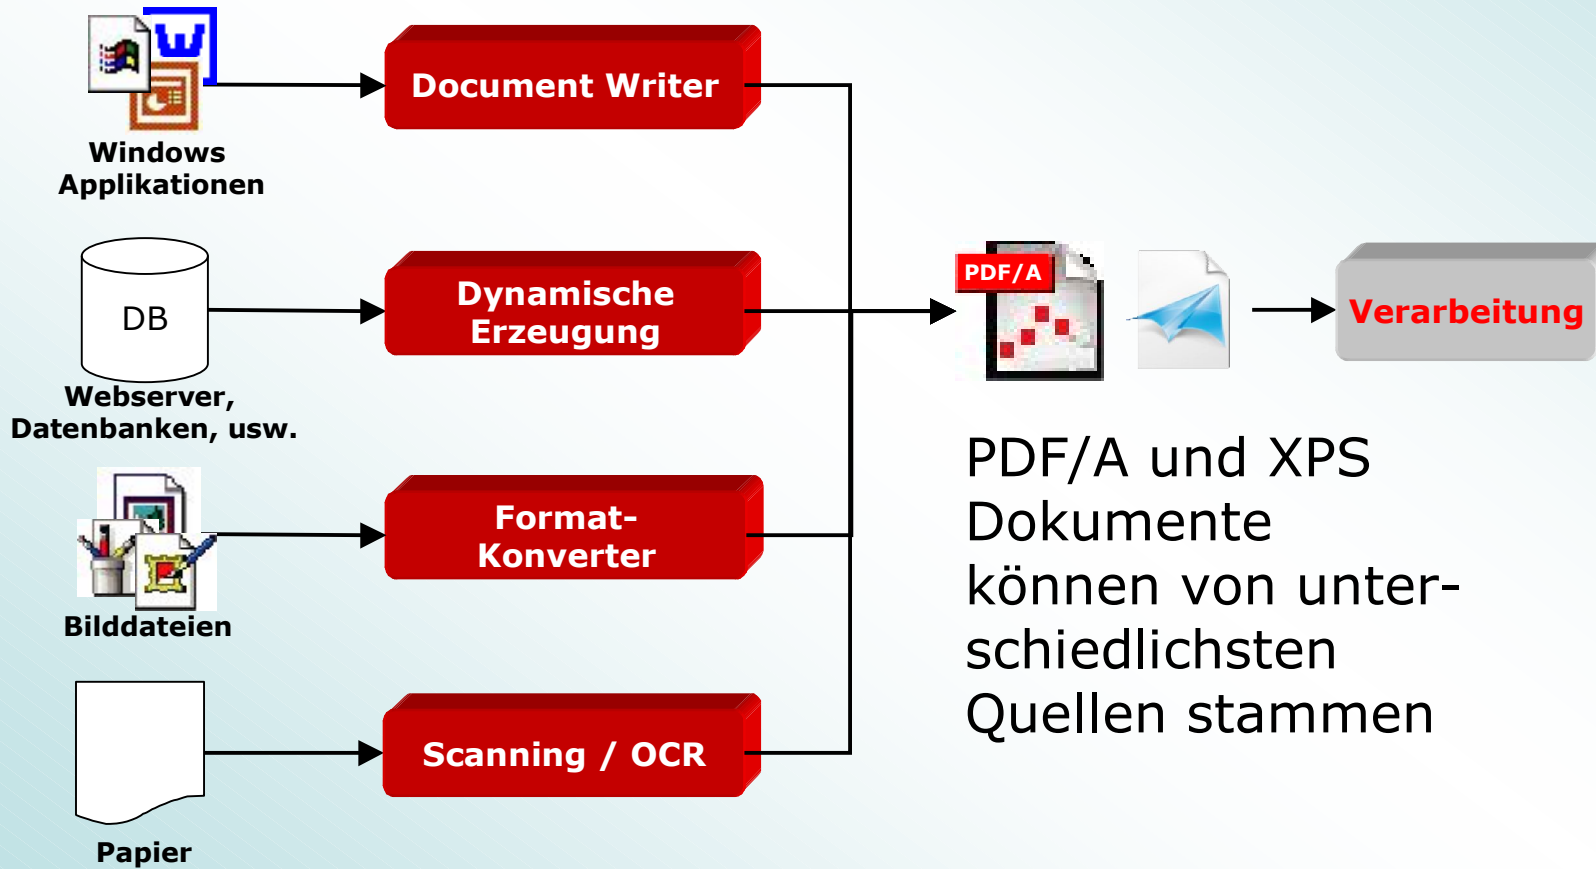 W
Windows
Applikationen
Document Writer
DB
Webserver,
Datenbanken, usw.
Dynamische
Erzeugung
Bilddateien
Format-
Konverter
Papier
Scanning / OCR
PDF/A
Verarbeitung
PDF/A und XPS
Dokumente
können von unter-
schiedlichsten
Quellen stammen